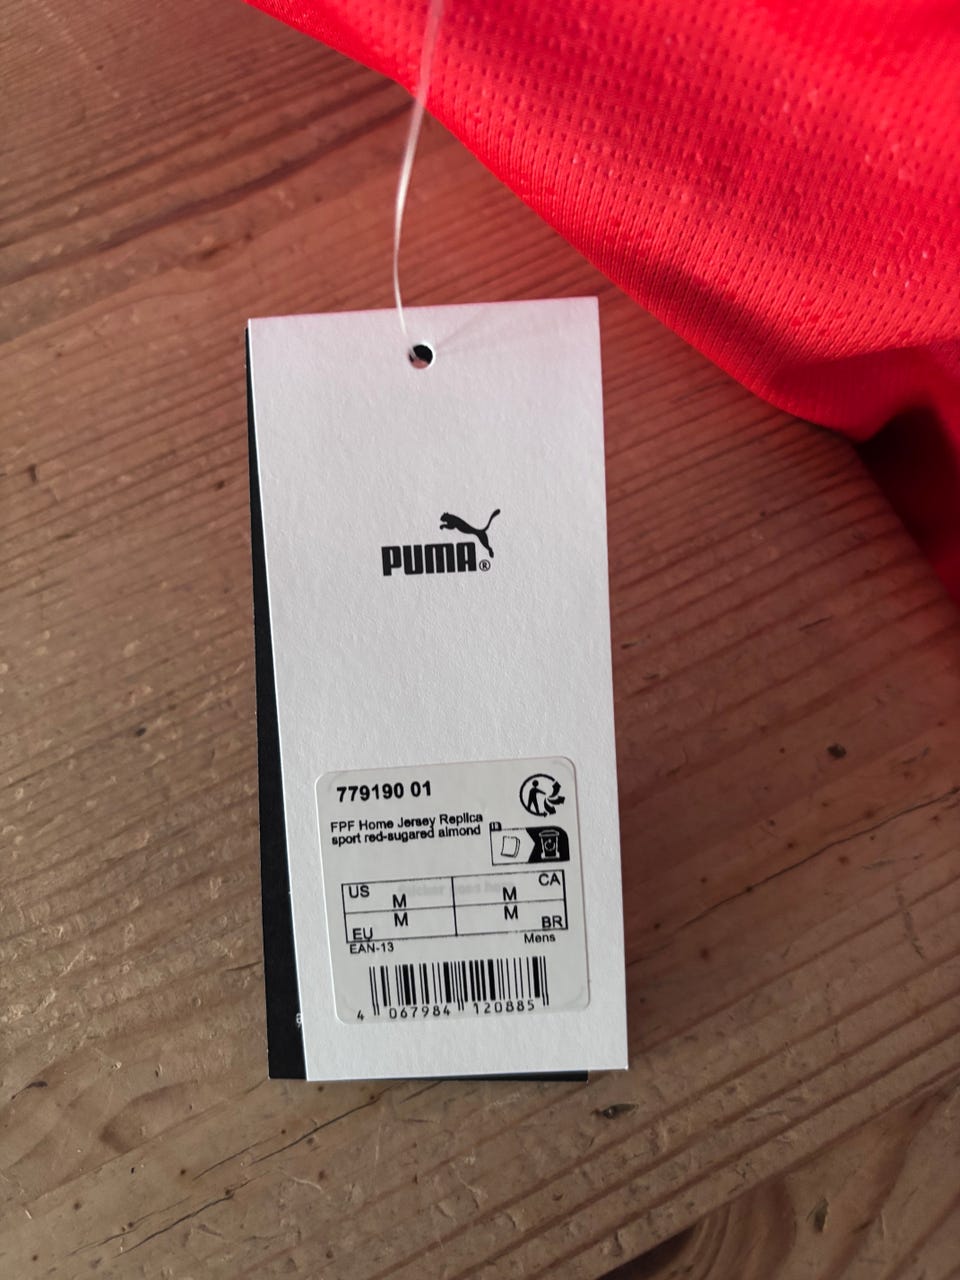 PUMA®
779190 01
FPF Home Jersey Replica
sport red-sugared almond
US M
M CA
EU M
M BR
EAN-13
Mens
4 067984 120885